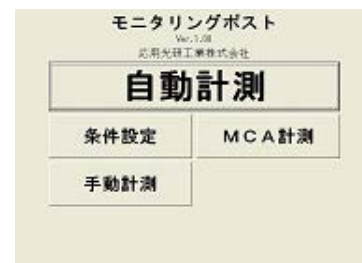 モニタリングポスト
Ver.1.00
応用光研工業株式会社
自動計測
条件設定 MCA計測
手動計測